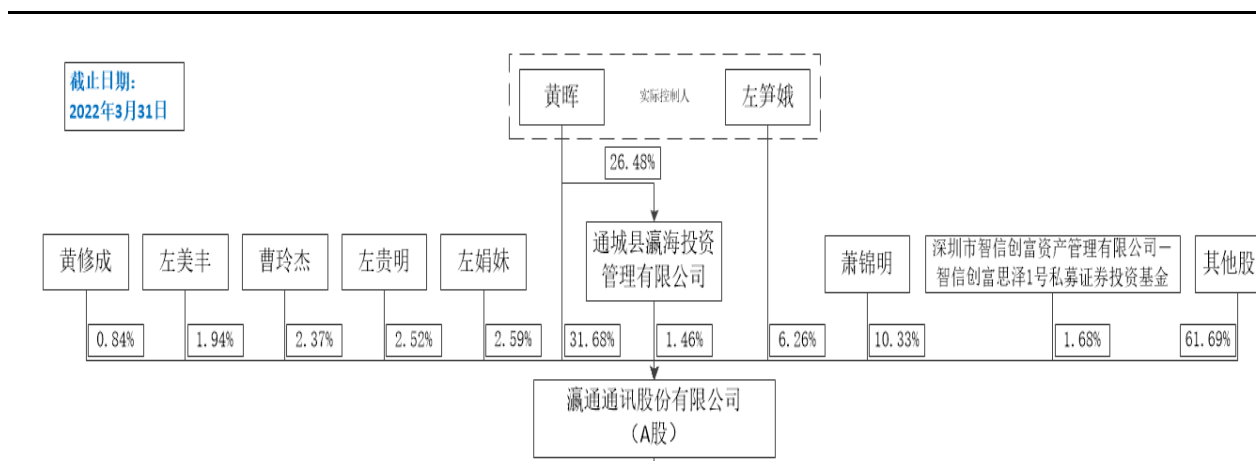 截止日期：
2022年3月31日
黄晖
实际控制人
左笋娥
26.48%
黄修成
左美丰
曹玲杰
左贵明
左娟妹
通城县瀛海投资
管理有限公司
萧锦明
深圳市智信创富资产管理有限公司－
智信创富思泽1号私募证券投资基金
其他股
0.84%
1.94%
2.37%
2.52%
2.59%
31.68%
1.46%
6.26%
10.33%
1.68%
61.69%
瀛通通讯股份有限公司
（A股）